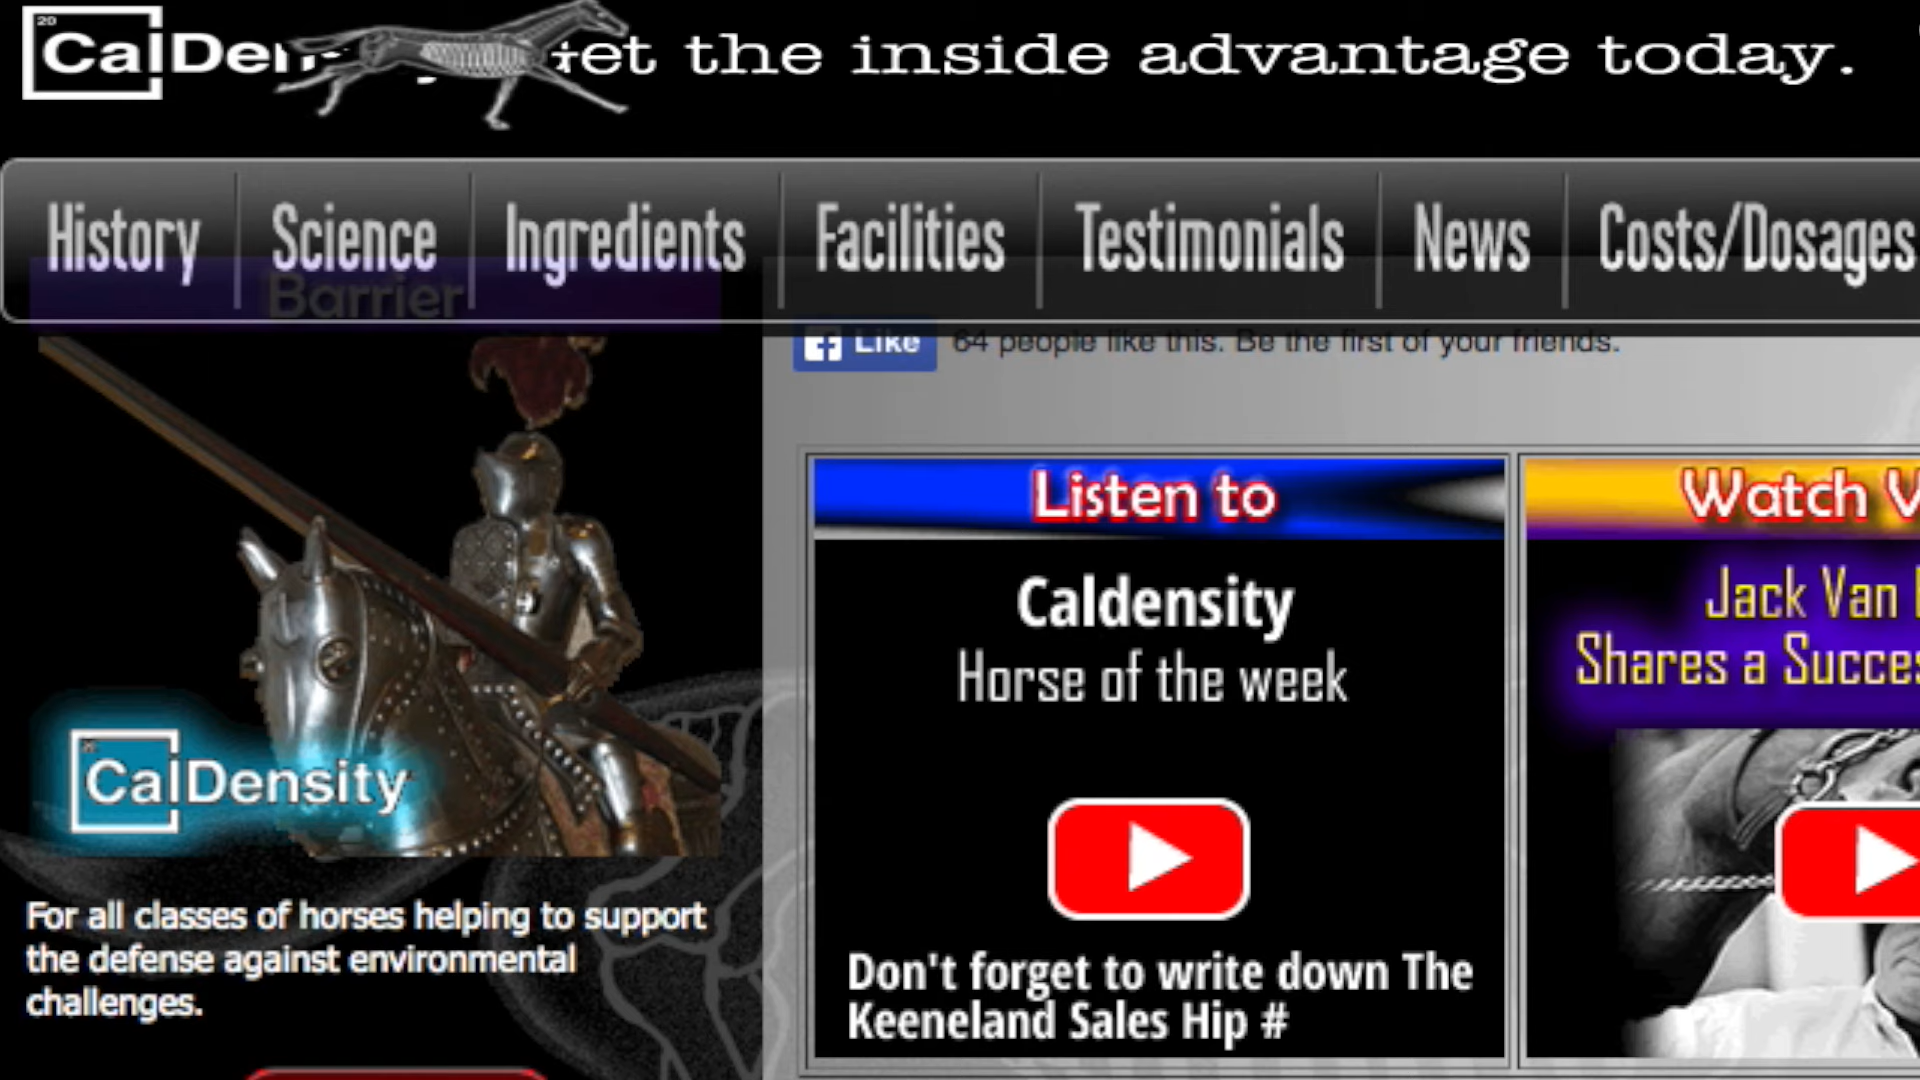 20
CalDen
et the inside advantage today.
History
Science
Ingredients
Facilities
Testimonials
News
Costs/Dosages
Barrier
Like
64 people like this. Be the first of your friends.
CalDensity
For all classes of horses helping to support
the defense against environmental
challenges.
Listen to
Caldensity
Horse of the week
Don't forget to write down The
Keeneland Sales Hip #
Watch V
Jack Van
Shares a Succes